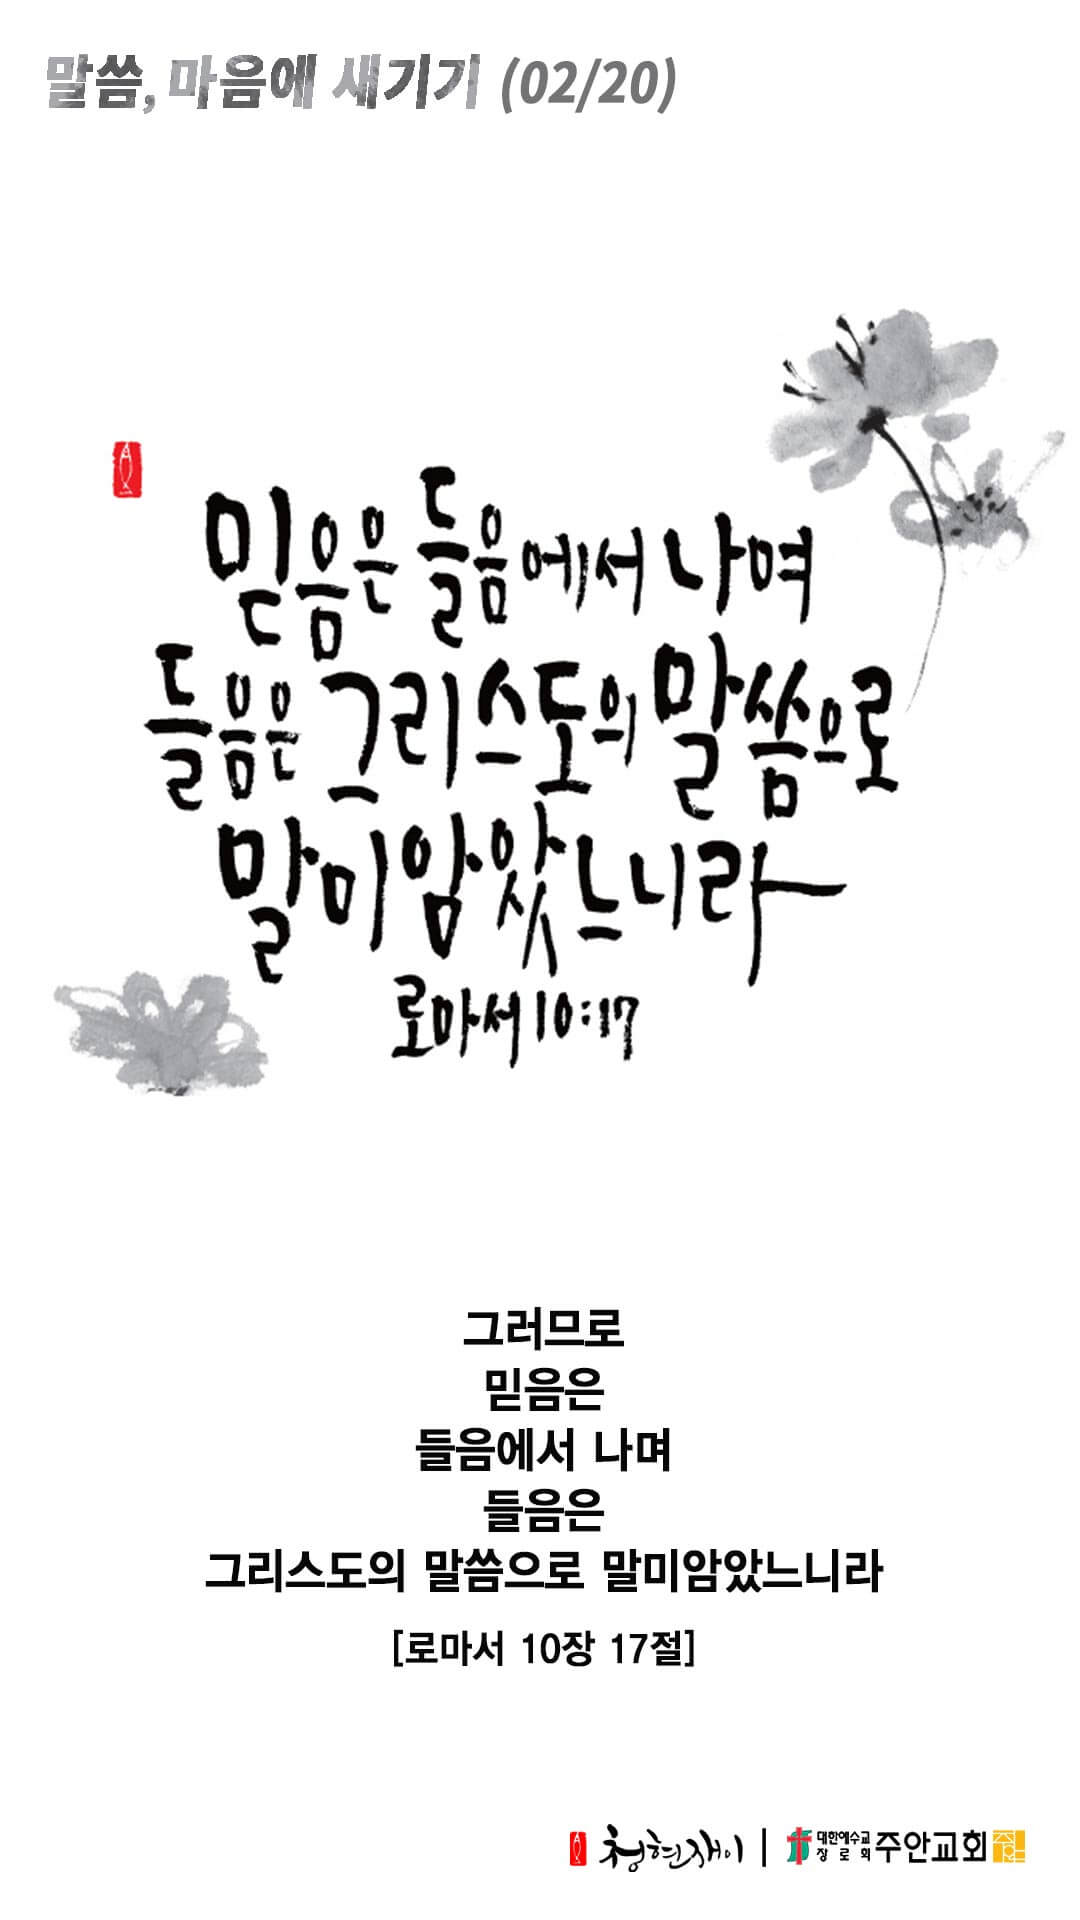 말씀, 마음에 새기기 (02/20)
믿음은 들음에서 나며
들음은 그리스도의 말씀으로
말미암았느니라
로마서 10:17
그러므로
믿음은
들음에서 나며
들음은
그리스도의 말씀으로 말미암았느니라
[로마서 10장 17절]
청현재이 | 대한예수교 장로회 주안교회